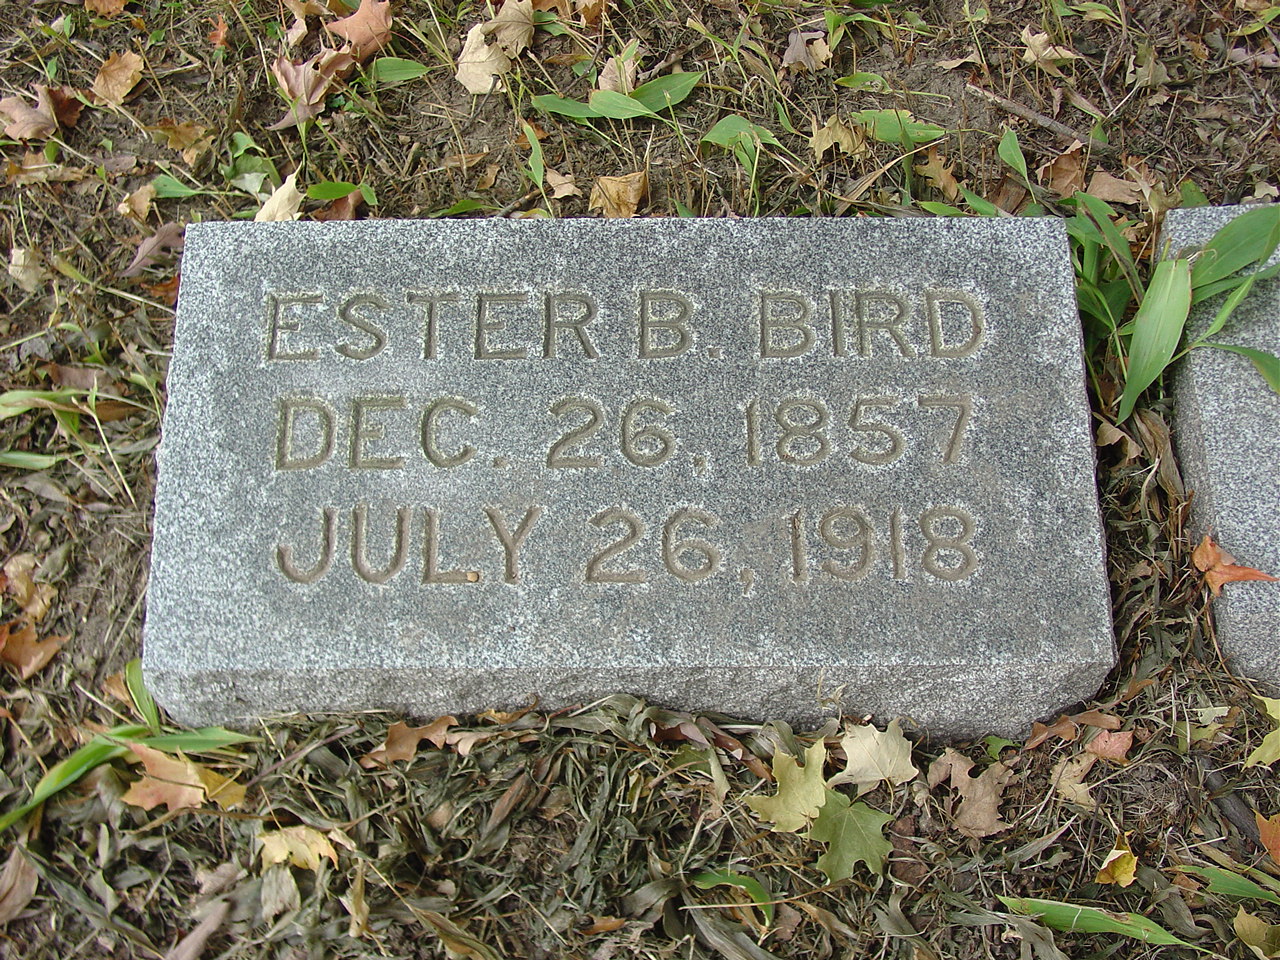 ESTER B. BIRD
DEC. 26, 1857
JULY 26, 1918